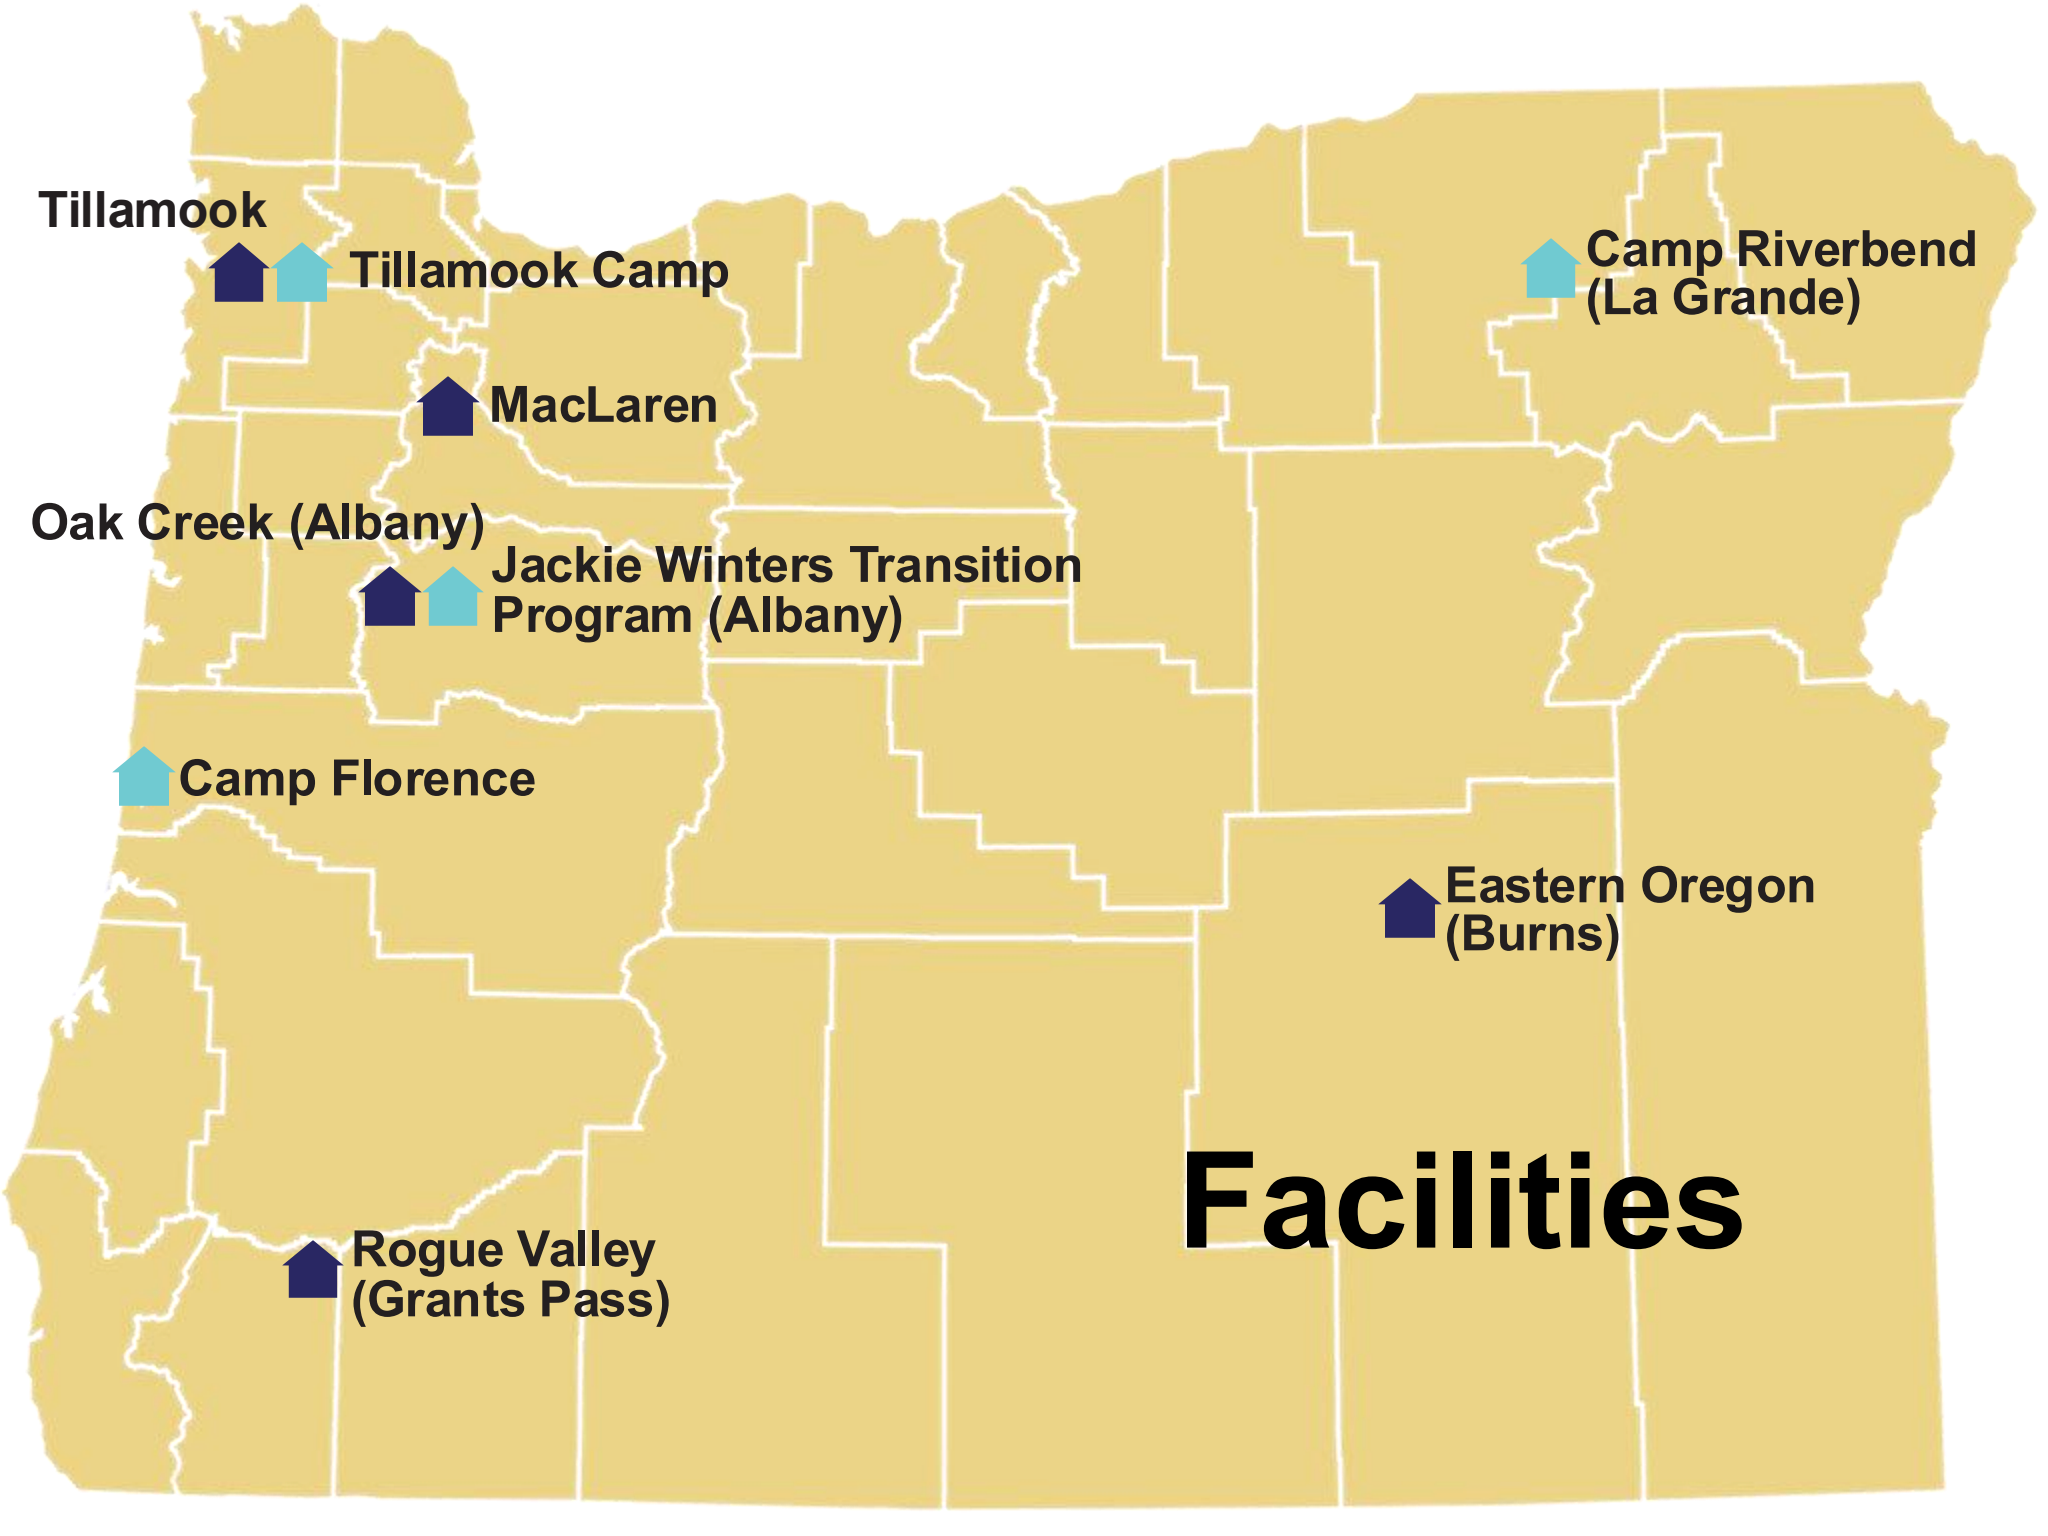 Tillamook
Tillamook Camp
Camp Riverbend
(La Grande)
MacLaren
Oak Creek (Albany)
Jackie Winters Transition
Program (Albany)
Camp Florence
Eastern Oregon
(Burns)
Facilities
Rogue Valley
(Grants Pass)